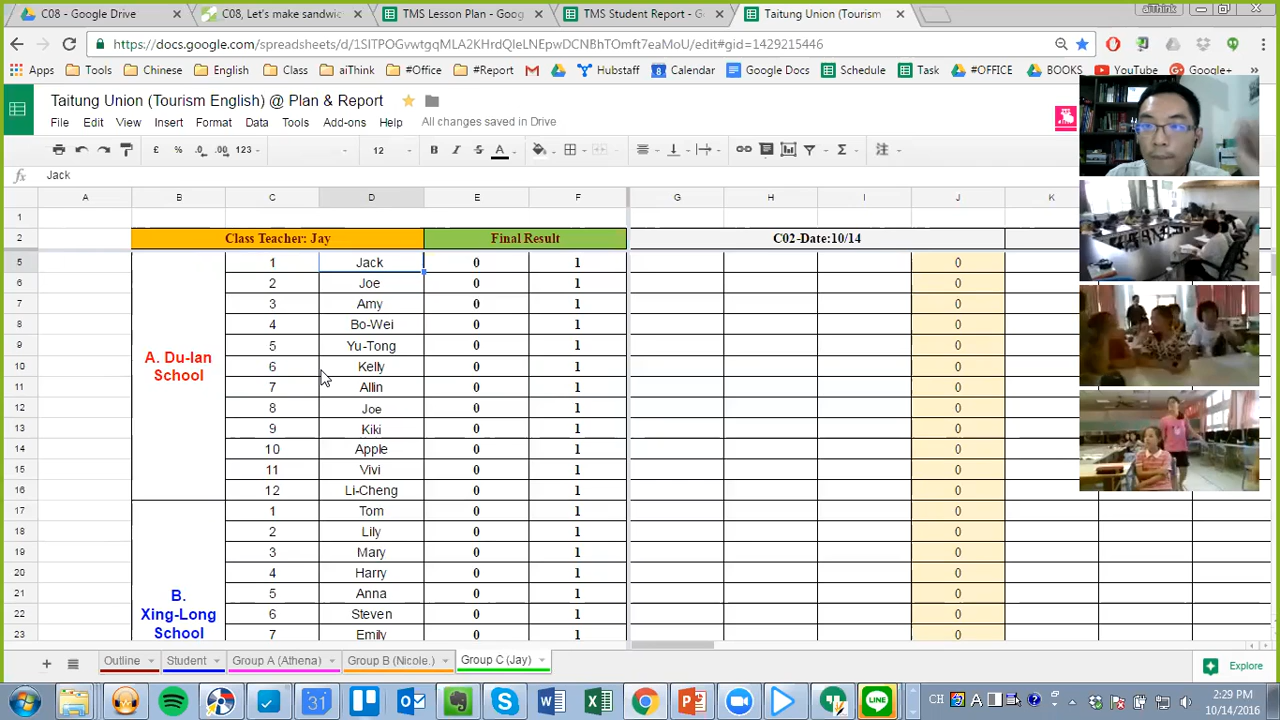 C08 - Google Drive
C08, Let's make sandwic
TMS Lesson Plan - Goog
TMS Student Report - Go
Taitung Union (Tourism
aiThink
https://docs.google.com/spreadsheets/d/1SITPOGvwtgqMLA2KHrdQIeLNEpwDCNBhTOmft7eaMoU/edit#gid=1429215446
Apps Tools Chinese English Class aiThink #Office #Report Hubstaff Calendar Google Docs Schedule Task #OFFICE BOOKS YouTube Google+
Taitung Union (Tourism English) @ Plan & Report
File Edit View Insert Format Data Tools Add-ons Help All changes saved in Drive
£ % .0 .00 123 12 B I S A 注
fx Jack
A B C D E F G H I J K
1
2 Class Teacher: Jay Final Result C02-Date:10/14
5 1 Jack 0 1 0
6 2 Joe 0 1 0
7 3 Amy 0 1 0
8 4 Bo-Wei 0 1 0
9 5 Yu-Tong 0 1 0
10 6 Kelly 0 1 0
11 7 Allin 0 1 0
12 8 Joe 0 1 0
13 9 Kiki 0 1 0
14 10 Apple 0 1 0
15 11 Vivi 0 1 0
16 12 Li-Cheng 0 1 0
A. Du-lan
School
17 1 Tom 0 1 0
18 2 Lily 0 1 0
19 3 Mary 0 1 0
20 4 Harry 0 1 0
21 5 Anna 0 1 0
22 6 Steven 0 1 0
23 7 Emily 0 1 0
B.
Xing-Long
School
Outline Student Group A (Athena) Group B (Nicole.) Group C (Jay) Explore
CH 2:29 PM
10/14/2016